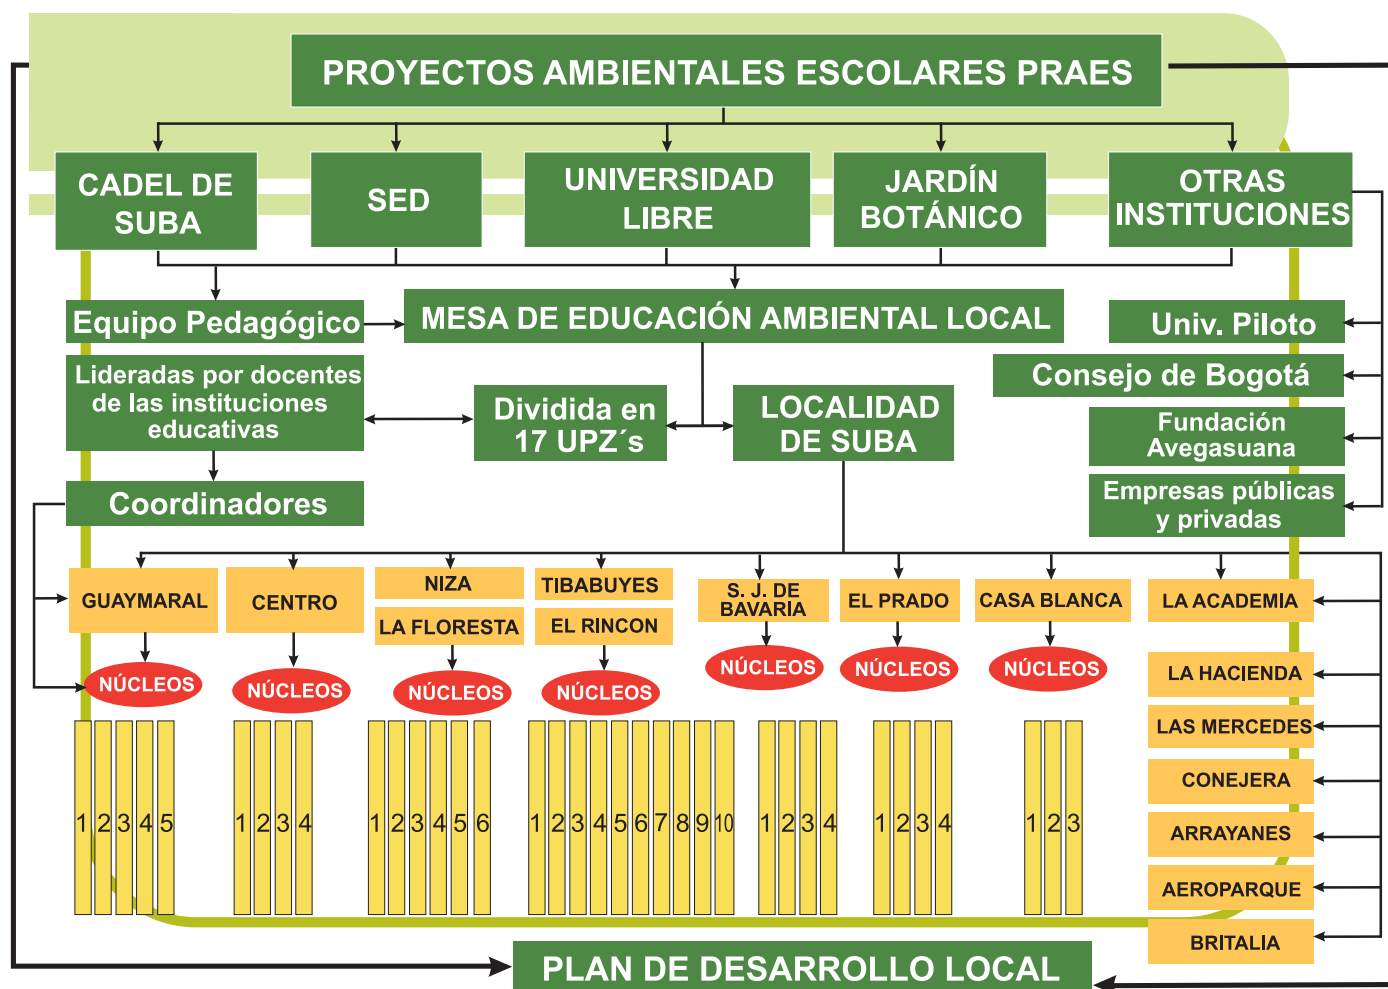 PROYECTOS AMBIENTALES ESCOLARES PRAES
CADEL DE
SUBA
SED
UNIVERSIDAD
LIBRE
JARDÍN
BOTÁNICO
OTRAS
INSTITUCIONES
Equipo Pedagógico
MESA DE EDUCACIÓN AMBIENTAL LOCAL
Univ. Piloto
Consejo de Bogotá
Fundación
Avegasuana
Empresas públicas
y privadas
Lideradas por docentes
de las instituciones
educativas
Dividida en
17 UPZ´s
LOCALIDAD
DE SUBA
Coordinadores
GUAYMARAL
CENTRO
NIZA
LA FLORESTA
TIBABUYES
EL RINCON
S. J. DE
BAVARIA
EL PRADO
CASA BLANCA
LA ACADEMIA
NÚCLEOS
NÚCLEOS
NÚCLEOS
NÚCLEOS
NÚCLEOS
NÚCLEOS
NÚCLEOS
LA HACIENDA
LAS MERCEDES
CONEJERA
ARRAYANES
AEROPARQUE
BRITALIA
1 2 3 4 5
1 2 3 4
1 2 3 4 5 6
1 2 3 4 5 6 7 8 9 10
1 2 3 4
1 2 3 4
1 2 3
PLAN DE DESARROLLO LOCAL